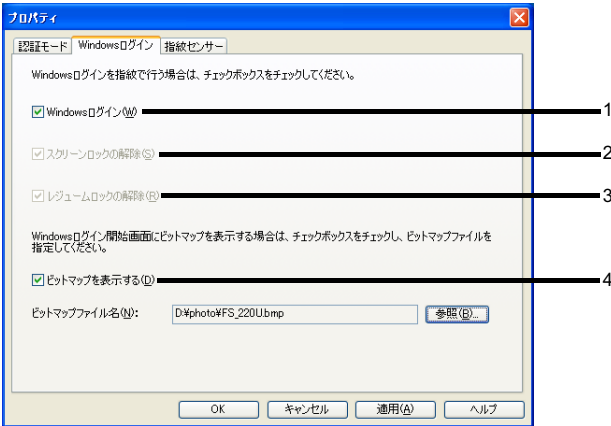 プロパティ
認証モード Windowsログイン 指紋センサー
Windowsログインを指紋で行う場合は、チェックボックスをチェックしてください。
Windowsログイン(W) 1
スクリーンロックの解除(S) 2
レジュームロックの解除(R) 3
Windowsログイン開始画面にビットマップを表示する場合は、チェックボックスをチェックし、ビットマップファイルを
指定してください。
ビットマップを表示する(D) 4
ビットマップファイル名(N): D:¥photo¥FS_220U.bmp 参照(B)...
OK キャンセル 適用(A) ヘルプ